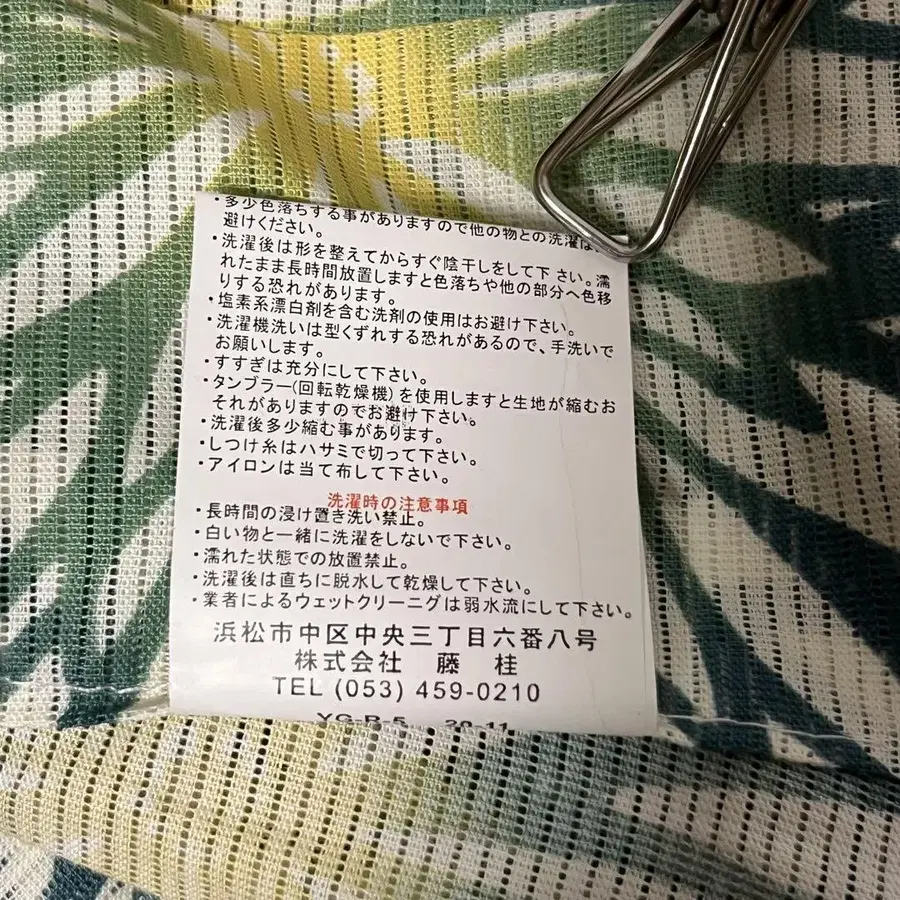 ・多少色落ちする事がありますので他の物との洗濯は
避けください。
・洗濯後は形を整えてからすぐ陰干しをして下さい。濡
れたまま長時間放置しますと色落ちや他の部分へ色移
りする恐れがあります。
・塩素系漂白剤を含む洗剤の使用はお避け下さい。
・洗濯機洗いは型くずれする恐れがあるので、手洗いで
お願いします。
・すすぎは充分にして下さい。
・タンブラー(回転乾燥機)を使用しますと生地が縮むお
それがありますのでお避け下さい。
・洗濯後多少縮む事があります。
・しつけ糸はハサミで切って下さい。
・アイロンは当て布して下さい。
洗濯時の注意事項
・長時間の浸け置き洗い禁止。
・白い物と一緒に洗濯をしないで下さい。
・濡れた状態での放置禁止。
・洗濯後は直ちに脱水して乾燥して下さい。
・業者によるウェットクリーニングは弱水流にして下さい。
浜松市中区中央三丁目六番八号
株式会社 藤 桂
TEL (053) 459-0210